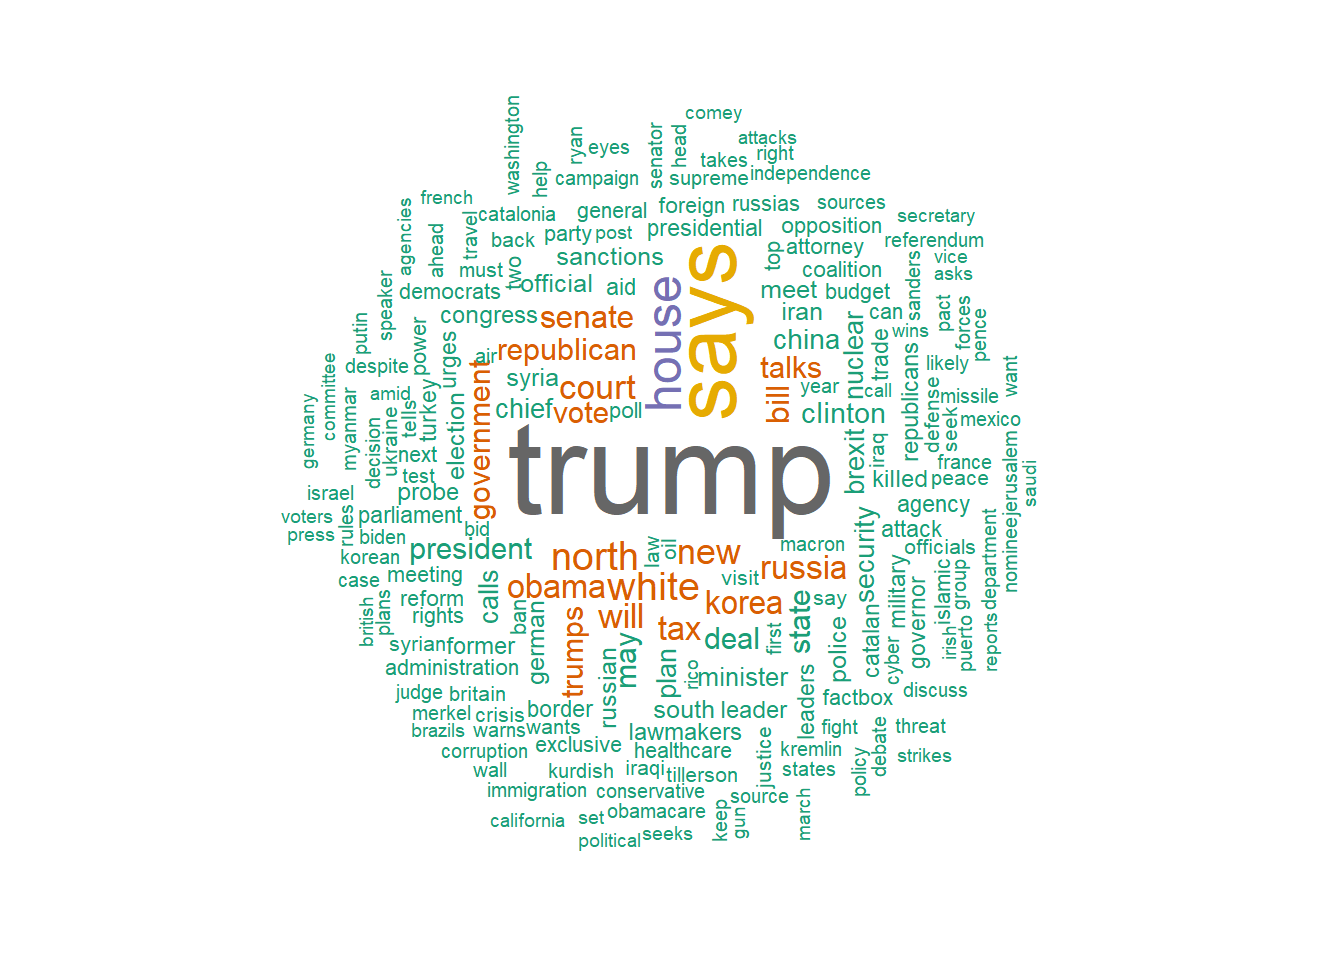 comey
washington
ryan
eyes
senator
head
attacks
takes
right
help
campaign
supreme
independence
french
agencies
ahead
travel
catalonia
general
foreign
russias
sources
secretary
back
party
post
presidential
opposition
referendum
must
two
sanctions
top
attorney
vice
speaker
democrats
official
aid
house
says
meet
budget
coalition
sanders
asks
putin
power
congress
senate
iran
can
pact
forces
pence
urges
air
republican
china
nuclear
trade
wins
despite
syria
court
talks
republicans
likely
want
committee
germany
myanmar
amid
tells
turkey
election
government
chief
vote
poll
bill
year
call
clinton
defense
seek
missile
mexico
decision
ukraine
next
trump
brexit
iraq
france
jerusalem
saudi
test
probe
killed
peace
israel
voters
rules
parliament
bid
agency
press
biden
president
law
oil
new
macron
attack
security
officials
nominee
korean
north
russia
department
case
meeting
calls
obama
white
visit
korea
state
say
military
islamic
group
british
plans
reform
rights
ban
german
will
tax
deal
first
police
catalan
cyber
governor
irish
puerto
reports
syrian
former
trumps
may
plan
rico
minister
leaders
administration
russian
factbox
discuss
judge
britain
border
south
leader
merkel
crisis
fight
threat
brazils
warns
wants
lawmakers
debate
corruption
exclusive
healthcare
justice
kremlin
policy
strikes
wall
kurdish
iraqi
tillerson
states
immigration
conservative
source
march
california
set
obamacare
keep
gun
political
seeks